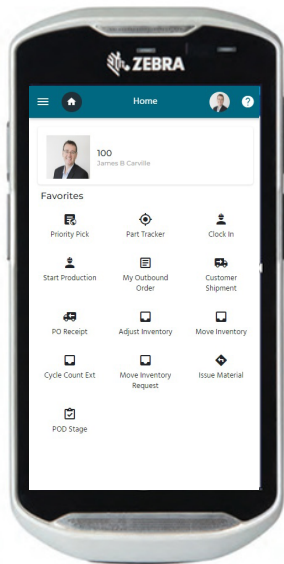 ZEBRA
Home
?
100
James B Carville
Favorites
Priority Pick
Part Tracker
Clock In
Start Production
My Outbound
Order
Customer
Shipment
PO Receipt
Adjust Inventory
Move Inventory
Cycle Count Ext
Move Inventory
Request
Issue Material
POD Stage